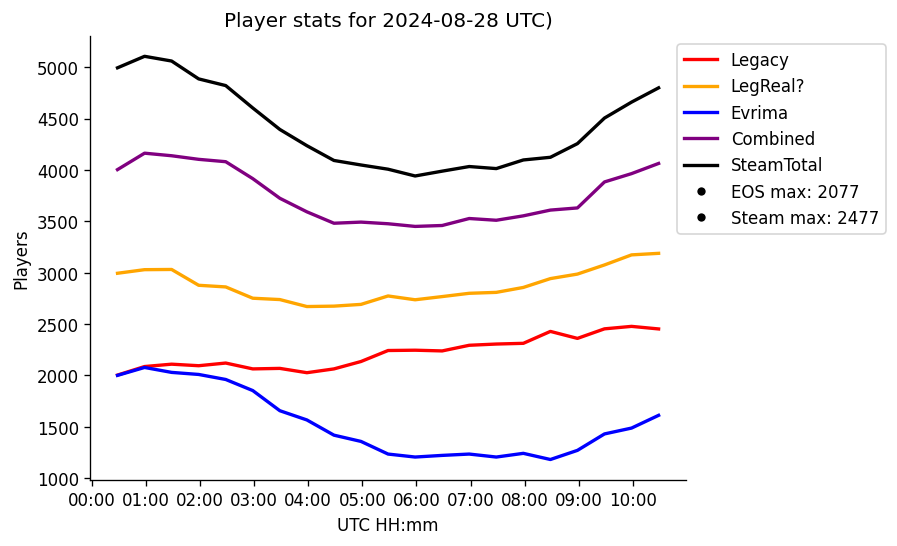 Player stats for 2024-08-28 UTC)
Players
5000
4500
4000
3500
3000
2500
2000
1500
1000
00:00 01:00 02:00 03:00 04:00 05:00 06:00 07:00 08:00 09:00 10:00
UTC HH:mm
Legacy
LegReal?
Evrima
Combined
SteamTotal
EOS max: 2077
Steam max: 2477